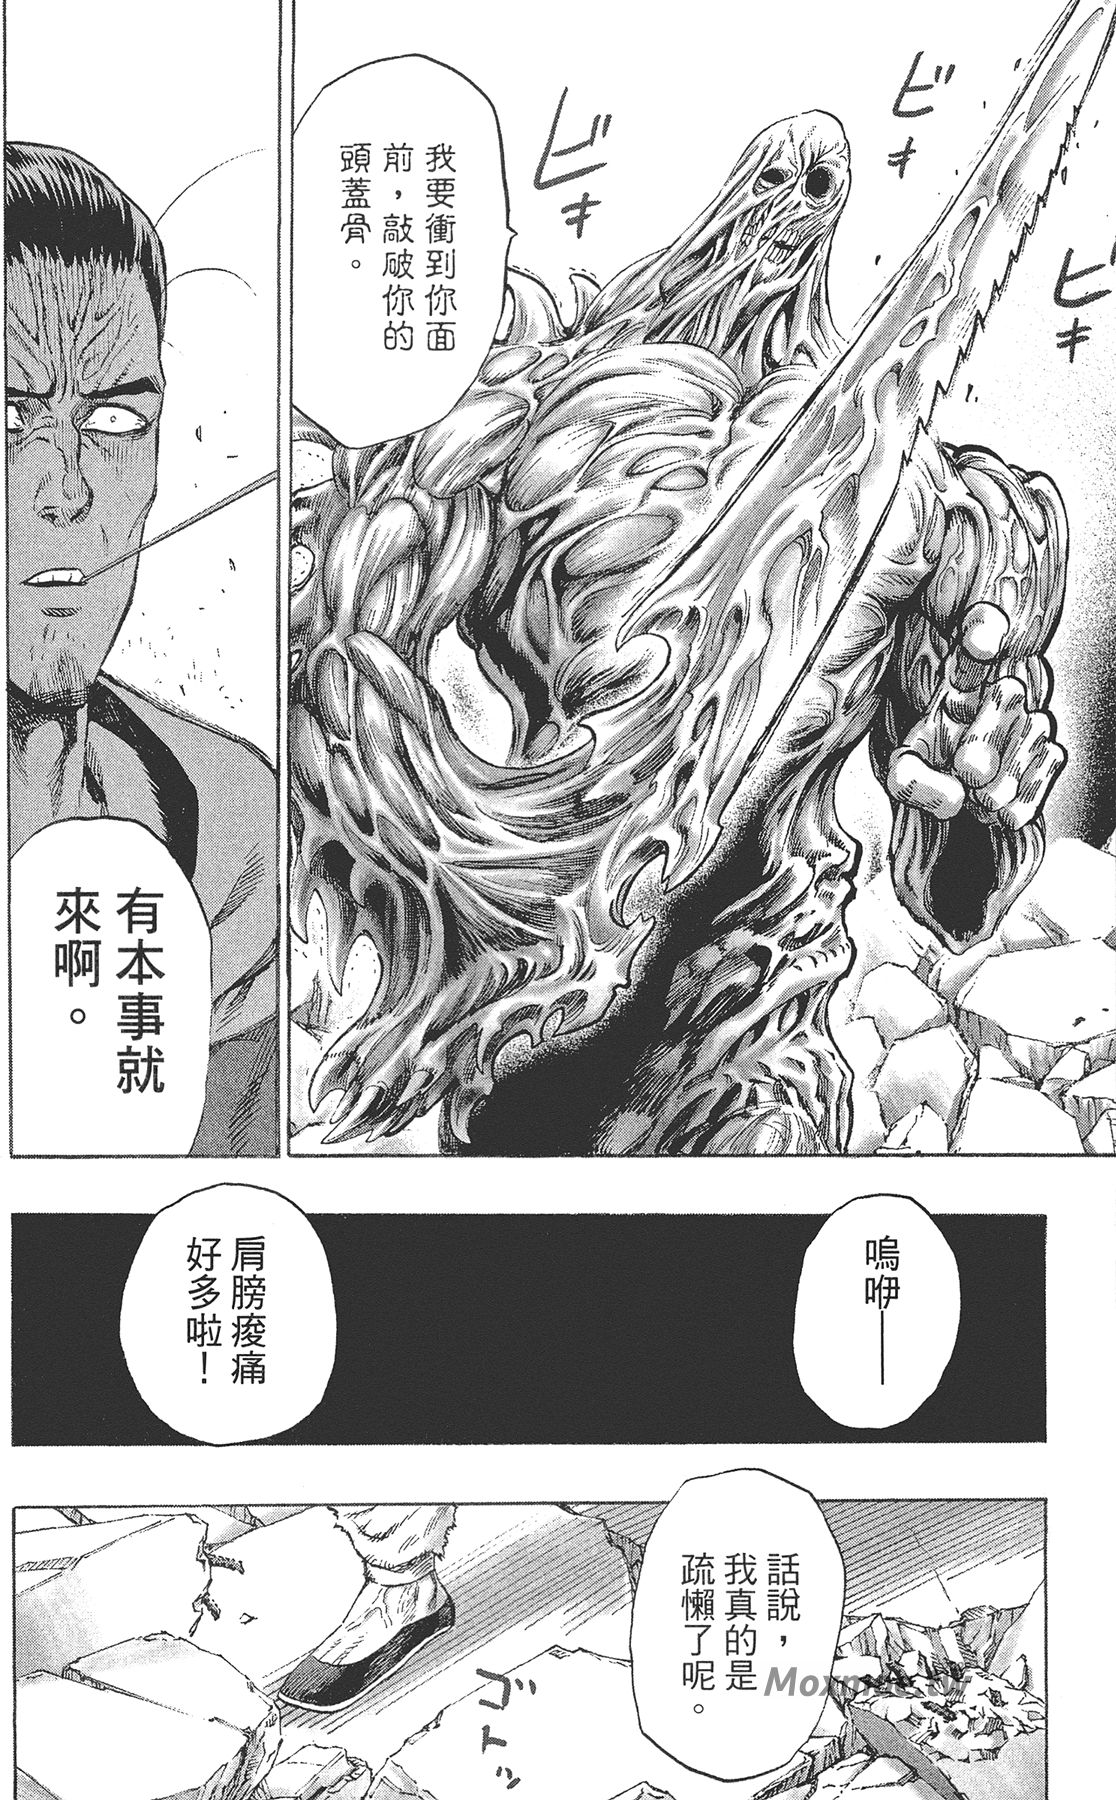 ビキ
ビキ
ビキ
我要衝到你面
前，敲破你的
頭蓋骨。
有本事就
來啊。
嗚咿——
肩膀痠痛
好多啦！
話說，
我真的是
疏懶了呢。
ゴトッ
Moxmoe.tw